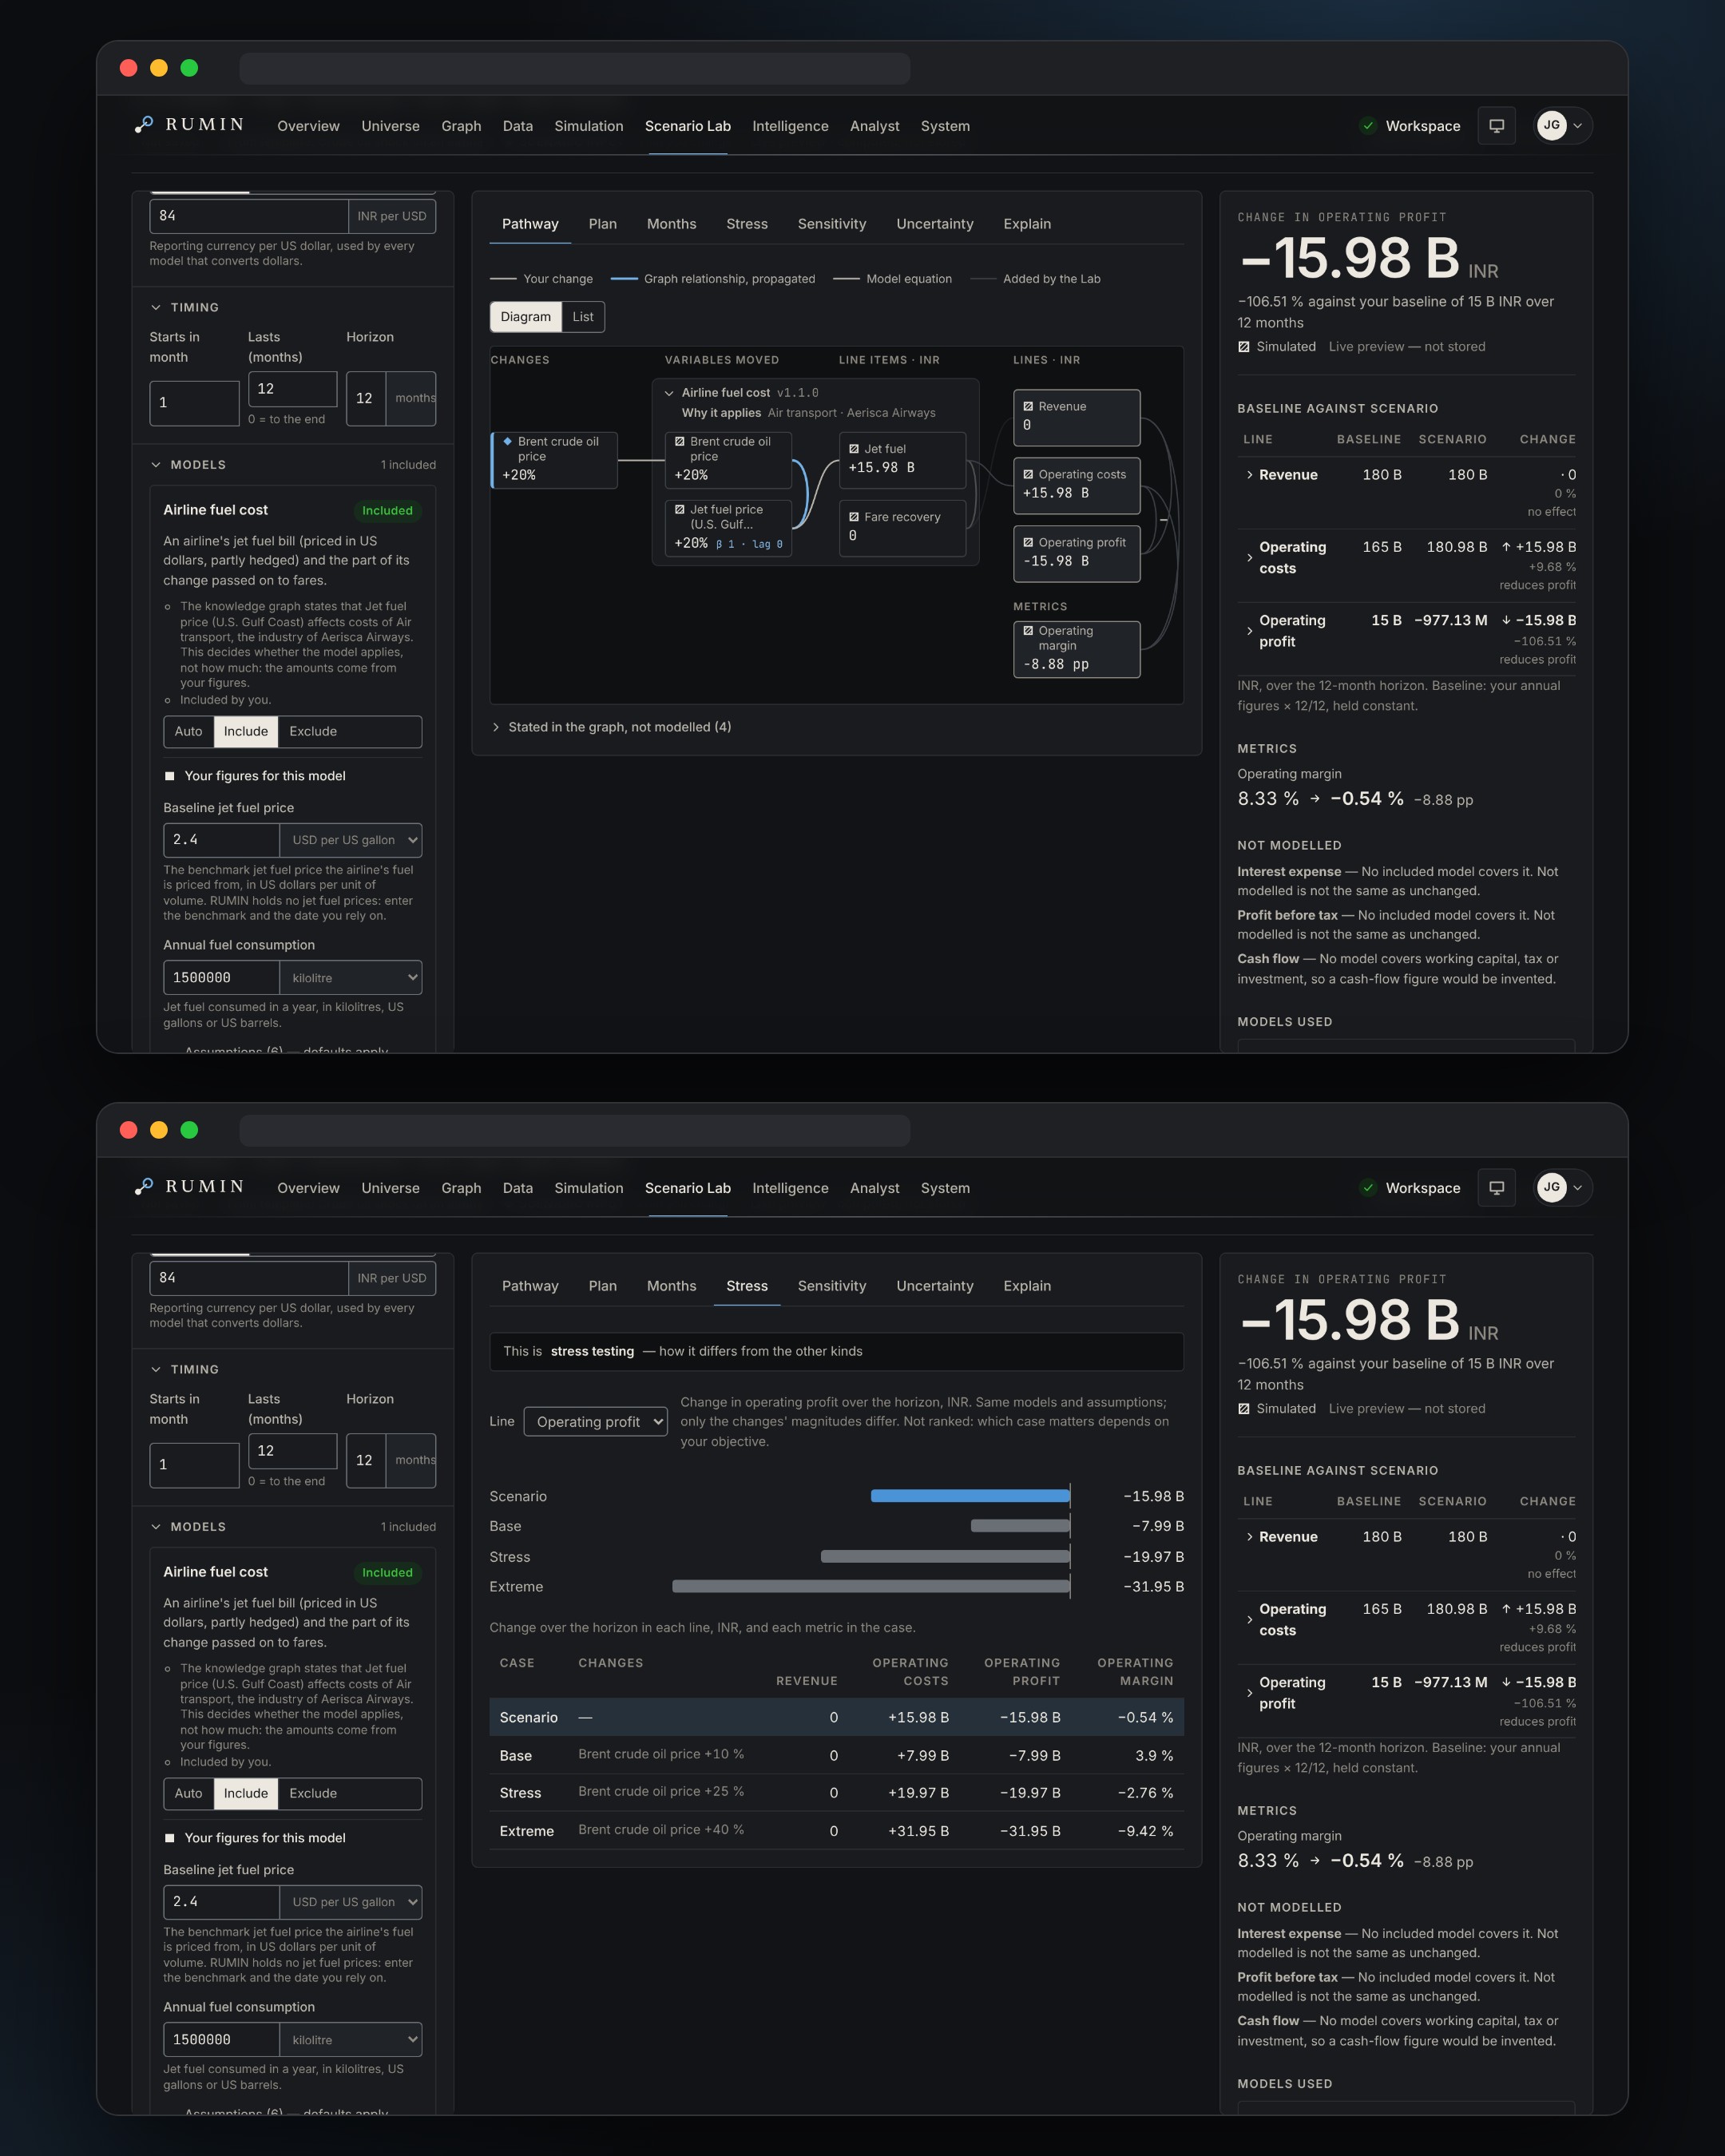 RUMIN
Overview Universe Graph Data Simulation Scenario Lab Intelligence Analyst System
Workspace
JG
84 INR per USD
Reporting currency per US dollar, used by every
model that converts dollars.
TIMING
Starts in month
Lasts (months)
Horizon
1
12
12 months
0 = to the end
MODELS 1 included
Airline fuel cost Included
An airline's jet fuel bill (priced in US
dollars, partly hedged) and the part of its
change passed on to fares.
The knowledge graph states that Jet fuel
price (U.S. Gulf Coast) affects costs of Air
transport, the industry of Aerisca Airways.
This decides whether the model applies,
not how much: the amounts come from
your figures.
Included by you.
Auto Include Exclude
Your figures for this model
Baseline jet fuel price
2.4 USD per US gallon
The benchmark jet fuel price the airline's fuel
is priced from, in US dollars per unit of
volume. RUMIN holds no jet fuel prices: enter
the benchmark and the date you rely on.
Annual fuel consumption
1500000 kilolitre
Jet fuel consumed in a year, in kilolitres, US
gallons or US barrels.
Assumptions (6) — defaults apply
Pathway Plan Months Stress Sensitivity Uncertainty Explain
Your change Graph relationship, propagated Model equation Added by the Lab
Diagram List
CHANGES VARIABLES MOVED LINE ITEMS · INR LINES · INR
Airline fuel cost v1.1.0
Why it applies Air transport · Aerisca Airways
Brent crude oil
price
+20%
Brent crude oil
price
+20%
Jet fuel price
(U.S. Gulf…
+20% β 1 · lag 0
Jet fuel
+15.98 B
Fare recovery
0
Revenue
0
Operating costs
+15.98 B
Operating profit
-15.98 B
METRICS
Operating
margin
-8.88 pp
Stated in the graph, not modelled (4)
CHANGE IN OPERATING PROFIT
−15.98 B INR
−106.51 % against your baseline of 15 B INR over
12 months
Simulated Live preview — not stored
BASELINE AGAINST SCENARIO
LINE BASELINE SCENARIO CHANGE
Revenue 180 B 180 B · 0
0 %
no effect
Operating costs 165 B 180.98 B ↑ +15.98 B
+9.68 %
reduces profit
Operating profit 15 B −977.13 M ↓ −15.98 B
−106.51 %
reduces profit
INR, over the 12-month horizon. Baseline: your annual
figures × 12/12, held constant.
METRICS
Operating margin
8.33 % → −0.54 % −8.88 pp
NOT MODELLED
Interest expense — No included model covers it. Not
modelled is not the same as unchanged.
Profit before tax — No included model covers it. Not
modelled is not the same as unchanged.
Cash flow — No model covers working capital, tax or
investment, so a cash-flow figure would be invented.
MODELS USED
RUMIN
Overview Universe Graph Data Simulation Scenario Lab Intelligence Analyst System
Workspace
JG
84 INR per USD
Reporting currency per US dollar, used by every
model that converts dollars.
TIMING
Starts in month
Lasts (months)
Horizon
1
12
12 months
0 = to the end
MODELS 1 included
Airline fuel cost Included
An airline's jet fuel bill (priced in US
dollars, partly hedged) and the part of its
change passed on to fares.
The knowledge graph states that Jet fuel
price (U.S. Gulf Coast) affects costs of Air
transport, the industry of Aerisca Airways.
This decides whether the model applies,
not how much: the amounts come from
your figures.
Included by you.
Auto Include Exclude
Your figures for this model
Baseline jet fuel price
2.4 USD per US gallon
The benchmark jet fuel price the airline's fuel
is priced from, in US dollars per unit of
volume. RUMIN holds no jet fuel prices: enter
the benchmark and the date you rely on.
Annual fuel consumption
1500000 kilolitre
Jet fuel consumed in a year, in kilolitres, US
gallons or US barrels.
Assumptions (6) — defaults apply
Pathway Plan Months Stress Sensitivity Uncertainty Explain
This is stress testing — how it differs from the other kinds
Line Operating profit
Change in operating profit over the horizon, INR. Same models and assumptions;
only the changes' magnitudes differ. Not ranked: which case matters depends on
your objective.
Scenario −15.98 B
Base −7.99 B
Stress −19.97 B
Extreme −31.95 B
Change over the horizon in each line, INR, and each metric in the case.
CASE CHANGES REVENUE OPERATING COSTS OPERATING PROFIT OPERATING MARGIN
Scenario — 0 +15.98 B −15.98 B −0.54 %
Base Brent crude oil price +10 % 0 +7.99 B −7.99 B 3.9 %
Stress Brent crude oil price +25 % 0 +19.97 B −19.97 B −2.76 %
Extreme Brent crude oil price +40 % 0 +31.95 B −31.95 B −9.42 %
CHANGE IN OPERATING PROFIT
−15.98 B INR
−106.51 % against your baseline of 15 B INR over
12 months
Simulated Live preview — not stored
BASELINE AGAINST SCENARIO
LINE BASELINE SCENARIO CHANGE
Revenue 180 B 180 B · 0
0 %
no effect
Operating costs 165 B 180.98 B ↑ +15.98 B
+9.68 %
reduces profit
Operating profit 15 B −977.13 M ↓ −15.98 B
−106.51 %
reduces profit
INR, over the 12-month horizon. Baseline: your annual
figures × 12/12, held constant.
METRICS
Operating margin
8.33 % → −0.54 % −8.88 pp
NOT MODELLED
Interest expense — No included model covers it. Not
modelled is not the same as unchanged.
Profit before tax — No included model covers it. Not
modelled is not the same as unchanged.
Cash flow — No model covers working capital, tax or
investment, so a cash-flow figure would be invented.
MODELS USED